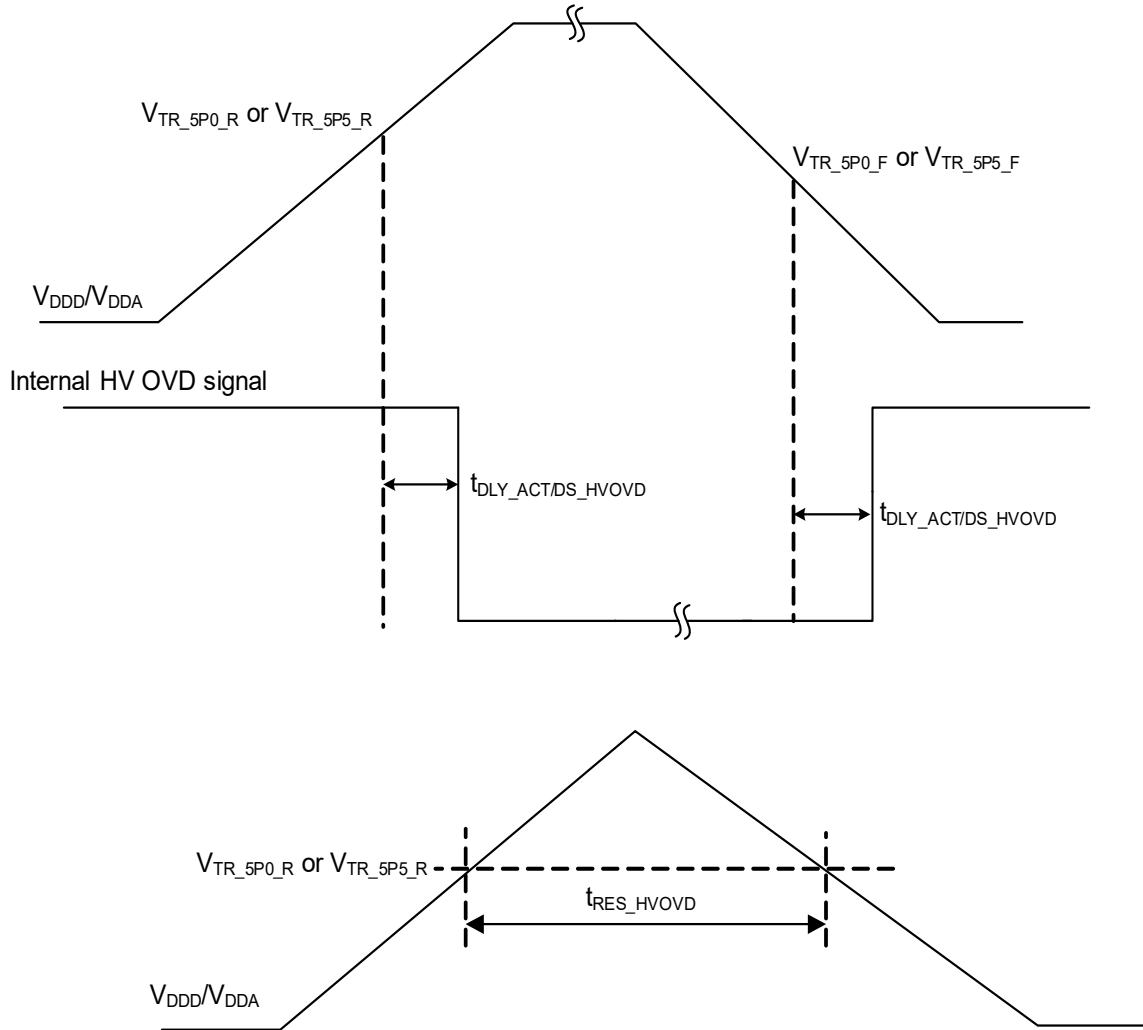 V_TR_5P0_R or V_TR_5P5_R
V_TR_5P0_F or V_TR_5P5_F
V_DDD/V_DDA
Internal HV OVD signal
t_DLY_ACT/DS_HVOVD
t_DLY_ACT/DS_HVOVD
V_TR_5P0_R or V_TR_5P5_R
t_RES_HVOVD
V_DDD/V_DDA